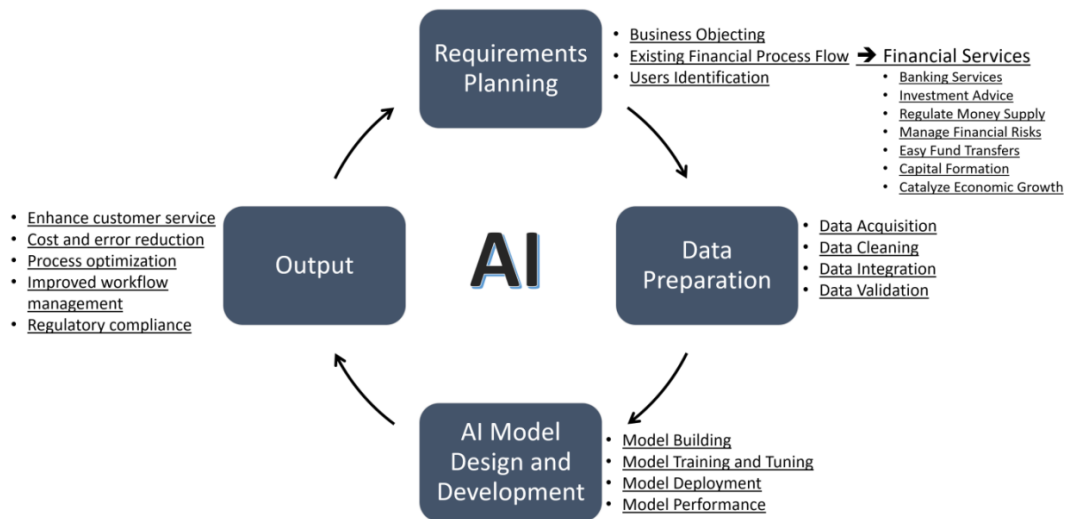 Requirements
Planning
• Business Objecting
• Existing Financial Process Flow ➔ Financial Services
• Users Identification
• Banking Services
• Investment Advice
• Regulate Money Supply
• Manage Financial Risks
• Easy Fund Transfers
• Capital Formation
• Catalyze Economic Growth
Data
Preparation
• Data Acquisition
• Data Cleaning
• Data Integration
• Data Validation
AI Model
Design and
Development
• Model Building
• Model Training and Tuning
• Model Deployment
• Model Performance
Output
• Enhance customer service
• Cost and error reduction
• Process optimization
• Improved workflow
management
• Regulatory compliance
AI